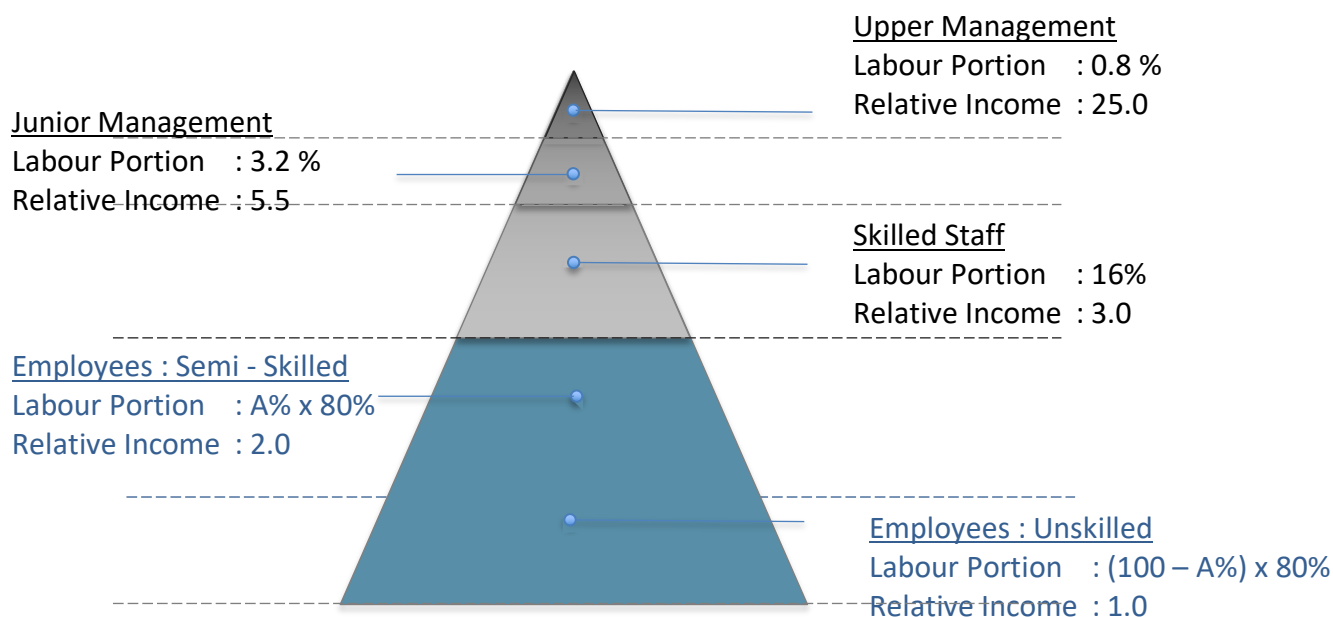 Upper Management
Labour Portion : 0.8 %
Relative Income : 25.0
Junior Management
Labour Portion : 3.2 %
Relative Income : 5.5
Skilled Staff
Labour Portion : 16%
Relative Income : 3.0
Employees : Semi - Skilled
Labour Portion : A% x 80%
Relative Income : 2.0
Employees : Unskilled
Labour Portion : (100 – A%) x 80%
Relative Income : 1.0